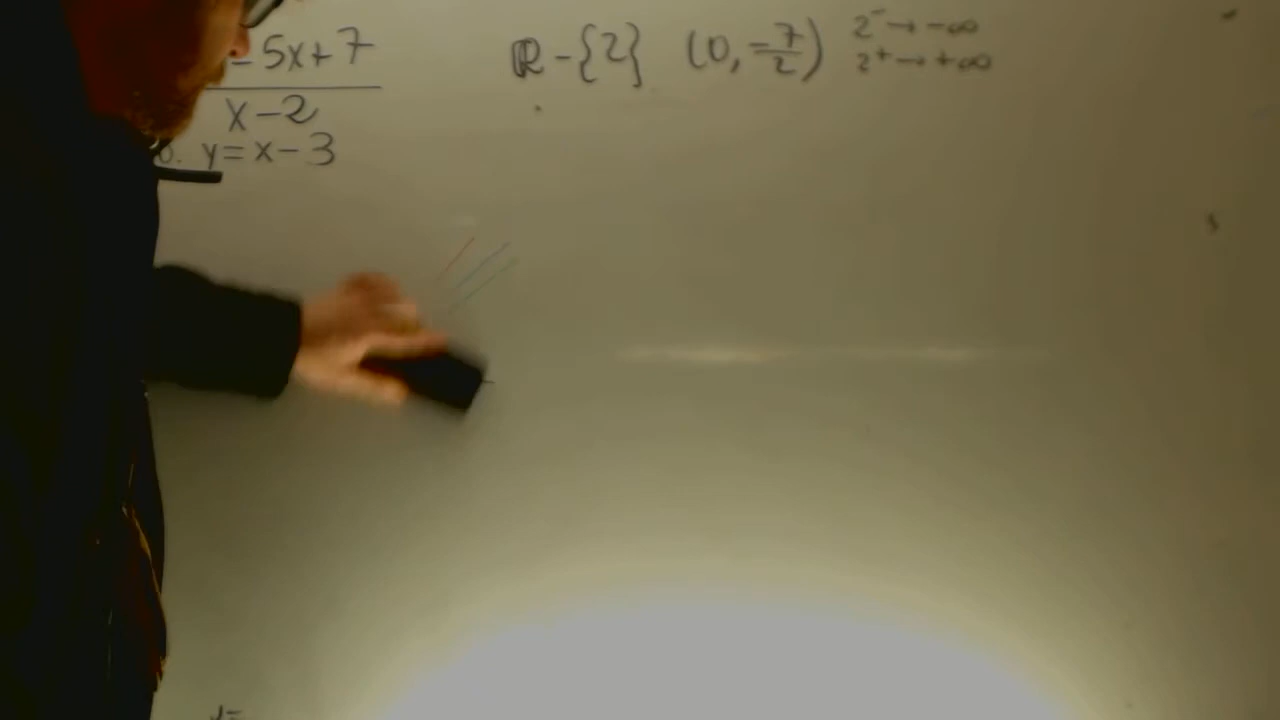 - 5x+7
x-2
y=x-3
ℝ-{2} (0, -7/2) 2⁻→-∞
2⁺→+∞